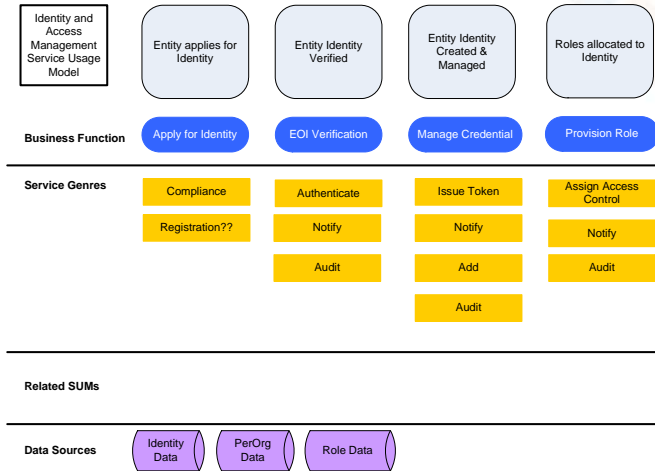 Identity and
Access
Management
Service Usage
Model
Entity applies for
Identity
Entity Identity
Verified
Entity Identity
Created &
Managed
Roles allocated to
Identity
Business Function
Apply for Identity
EOI Verification
Manage Credential
Provision Role
Service Genres
Compliance
Authenticate
Issue Token
Assign Access
Control
Registration??
Notify
Notify
Notify
Audit
Add
Audit
Audit
Related SUMs
Data Sources
Identity
Data
PerOrg
Data
Role Data